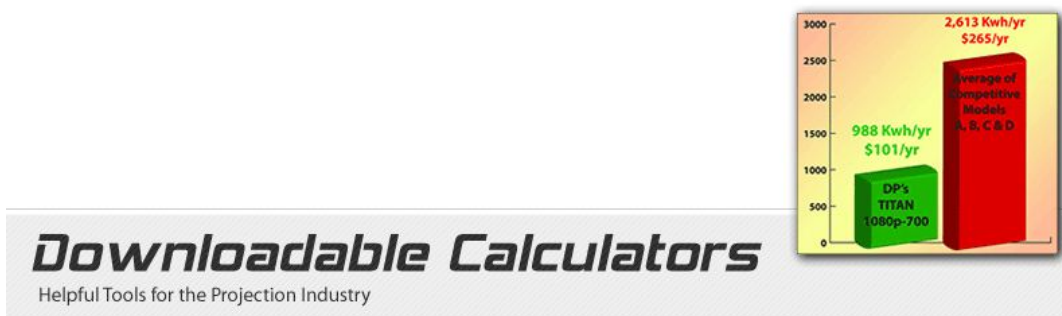 Downloadable Calculators
Helpful Tools for the Projection Industry
3000
2500
2000
1500
1000
500
0
2,613 Kwh/yr
$265/yr
Average of
Competitive
Models
A, B, C & D
988 Kwh/yr
$101/yr
DP's
TITAN
1080p-700